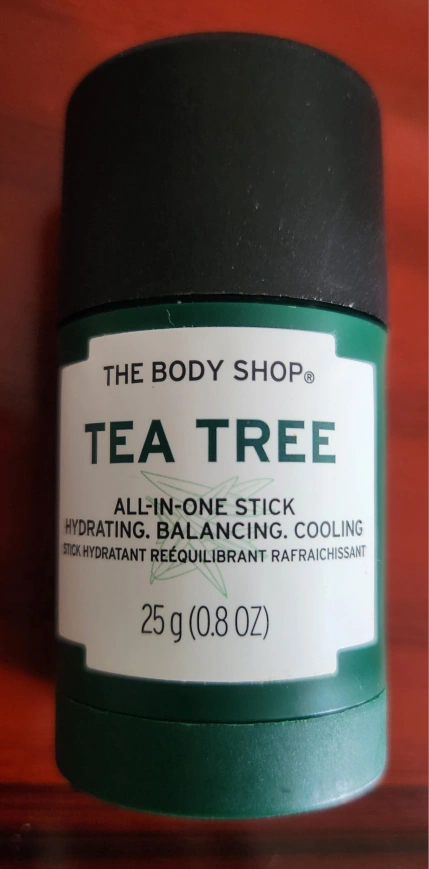 THE BODY SHOP®
TEA TREE
ALL-IN-ONE STICK
HYDRATING. BALANCING. COOLING
STICK HYDRATANT REÉQUILIBRANT RAFRAICHISSANT
25 g (0.8 OZ)